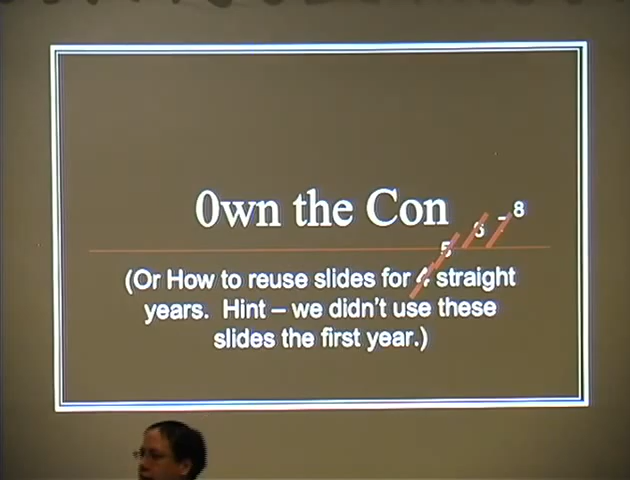 0wn the Con
5 6 7 8
(Or How to reuse slides for 4 straight
years. Hint – we didn't use these
slides the first year.)